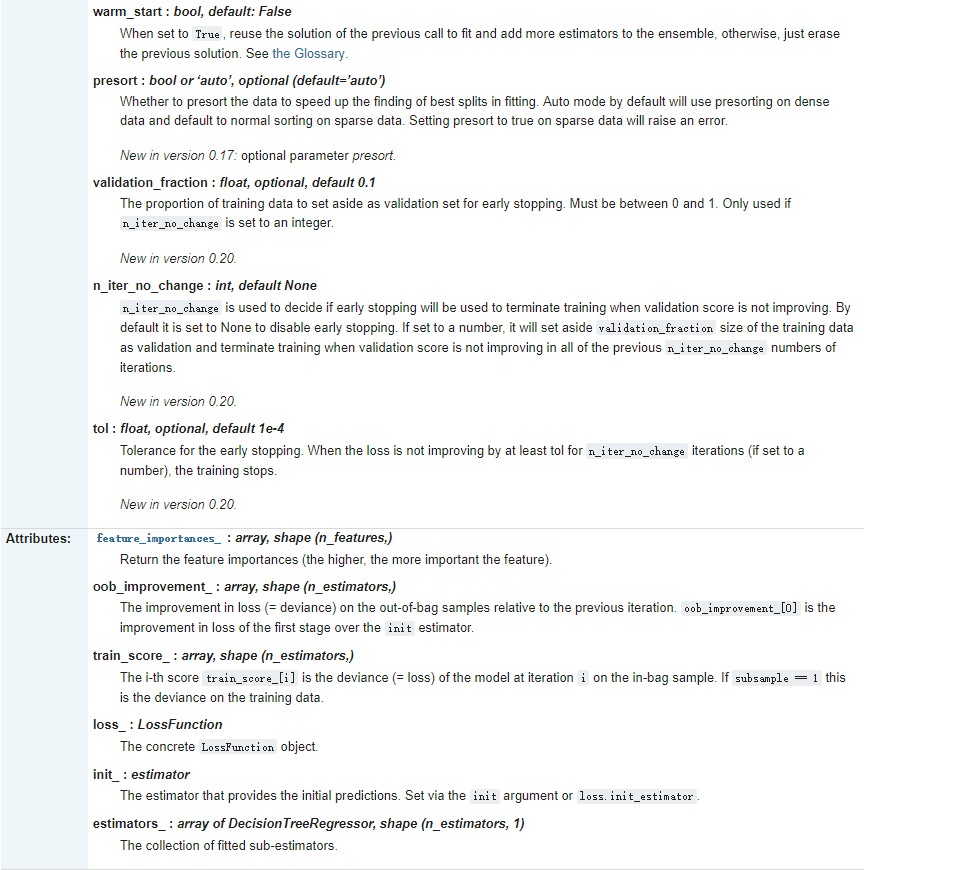 warm_start : bool, default: False
When set to True, reuse the solution of the previous call to fit and add more estimators to the ensemble, otherwise, just erase
the previous solution. See the Glossary.
presort : bool or ‘auto’, optional (default=’auto’)
Whether to presort the data to speed up the finding of best splits in fitting. Auto mode by default will use presorting on dense
data and default to normal sorting on sparse data. Setting presort to true on sparse data will raise an error.
New in version 0.17: optional parameter presort.
validation_fraction : float, optional, default 0.1
The proportion of training data to set aside as validation set for early stopping. Must be between 0 and 1. Only used if
n_iter_no_change is set to an integer.
New in version 0.20.
n_iter_no_change : int, default None
n_iter_no_change is used to decide if early stopping will be used to terminate training when validation score is not improving. By
default it is set to None to disable early stopping. If set to a number, it will set aside validation_fraction size of the training data
as validation and terminate training when validation score is not improving in all of the previous n_iter_no_change numbers of
iterations.
New in version 0.20.
tol : float, optional, default 1e-4
Tolerance for the early stopping. When the loss is not improving by at least tol for n_iter_no_change iterations (if set to a
number), the training stops.
New in version 0.20.
Attributes: feature_importances_ : array, shape (n_features,)
Return the feature importances (the higher, the more important the feature).
oob_improvement_ : array, shape (n_estimators,)
The improvement in loss (= deviance) on the out-of-bag samples relative to the previous iteration. oob_improvement_[0] is the
improvement in loss of the first stage over the init estimator.
train_score_ : array, shape (n_estimators,)
The i-th score train_score_[i] is the deviance (= loss) of the model at iteration i on the in-bag sample. If subsample == 1 this
is the deviance on the training data.
loss_ : LossFunction
The concrete LossFunction object.
init_ : estimator
The estimator that provides the initial predictions. Set via the init argument or loss.init_estimator.
estimators_ : array of DecisionTreeRegressor, shape (n_estimators, 1)
The collection of fitted sub-estimators.